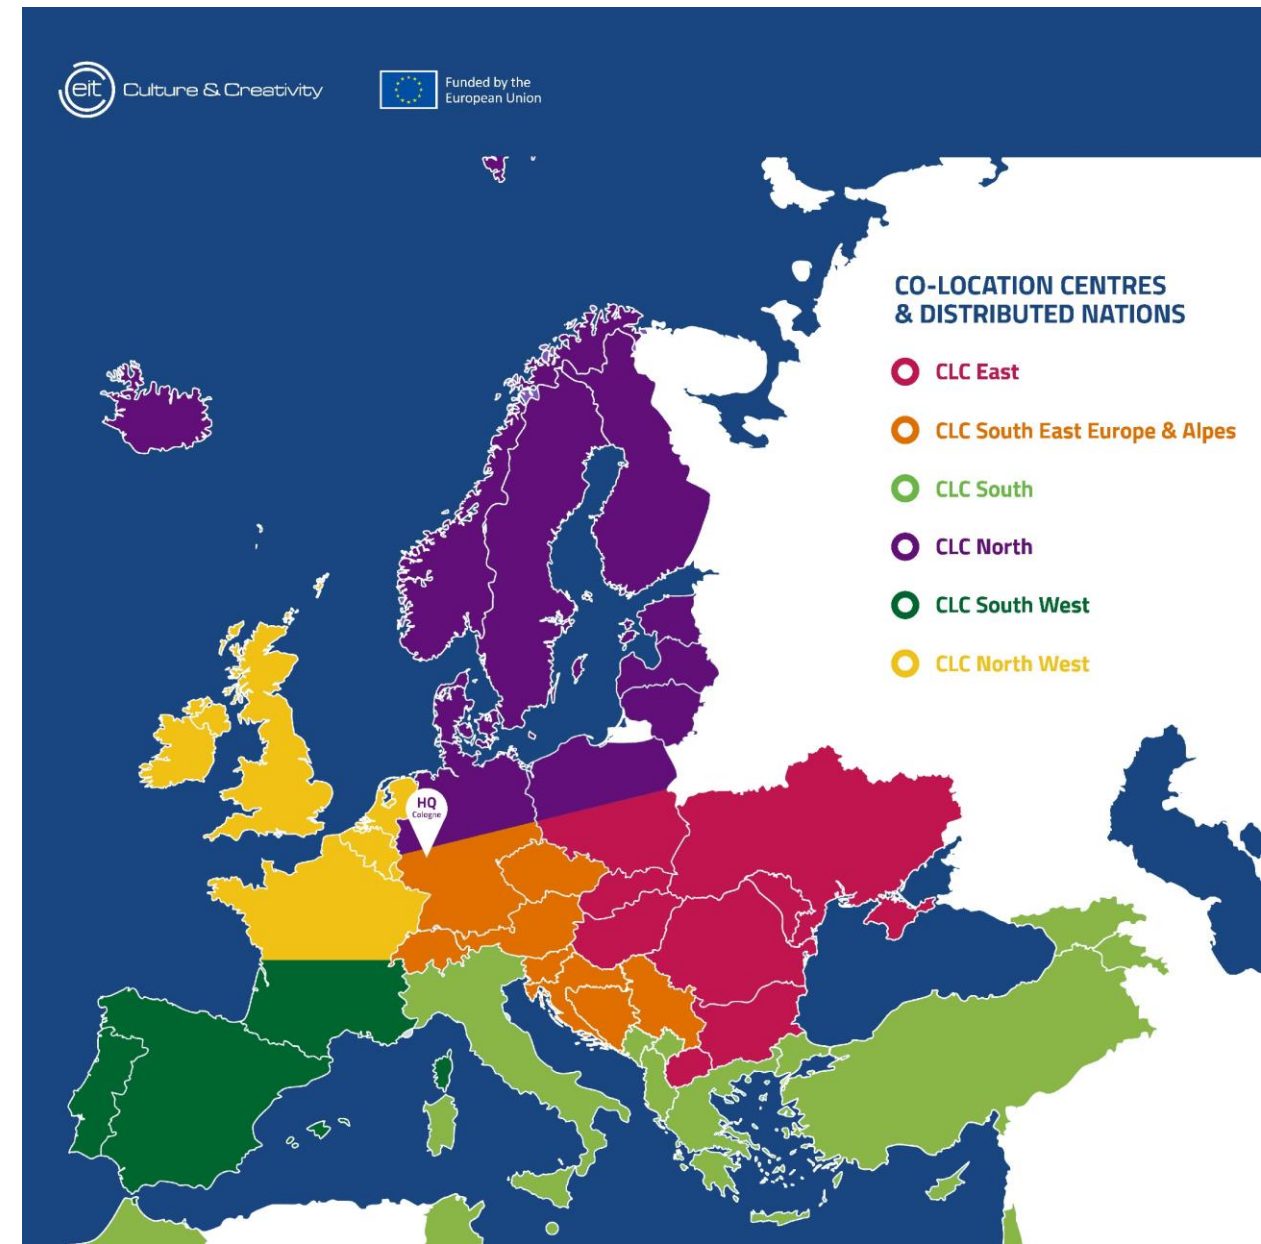 eit Culture & Creativity
Funded by the
European Union
CO-LOCATION CENTRES
& DISTRIBUTED NATIONS
CLC East
CLC South East Europe & Alpes
CLC South
CLC North
CLC South West
CLC North West
HQ
Cologne